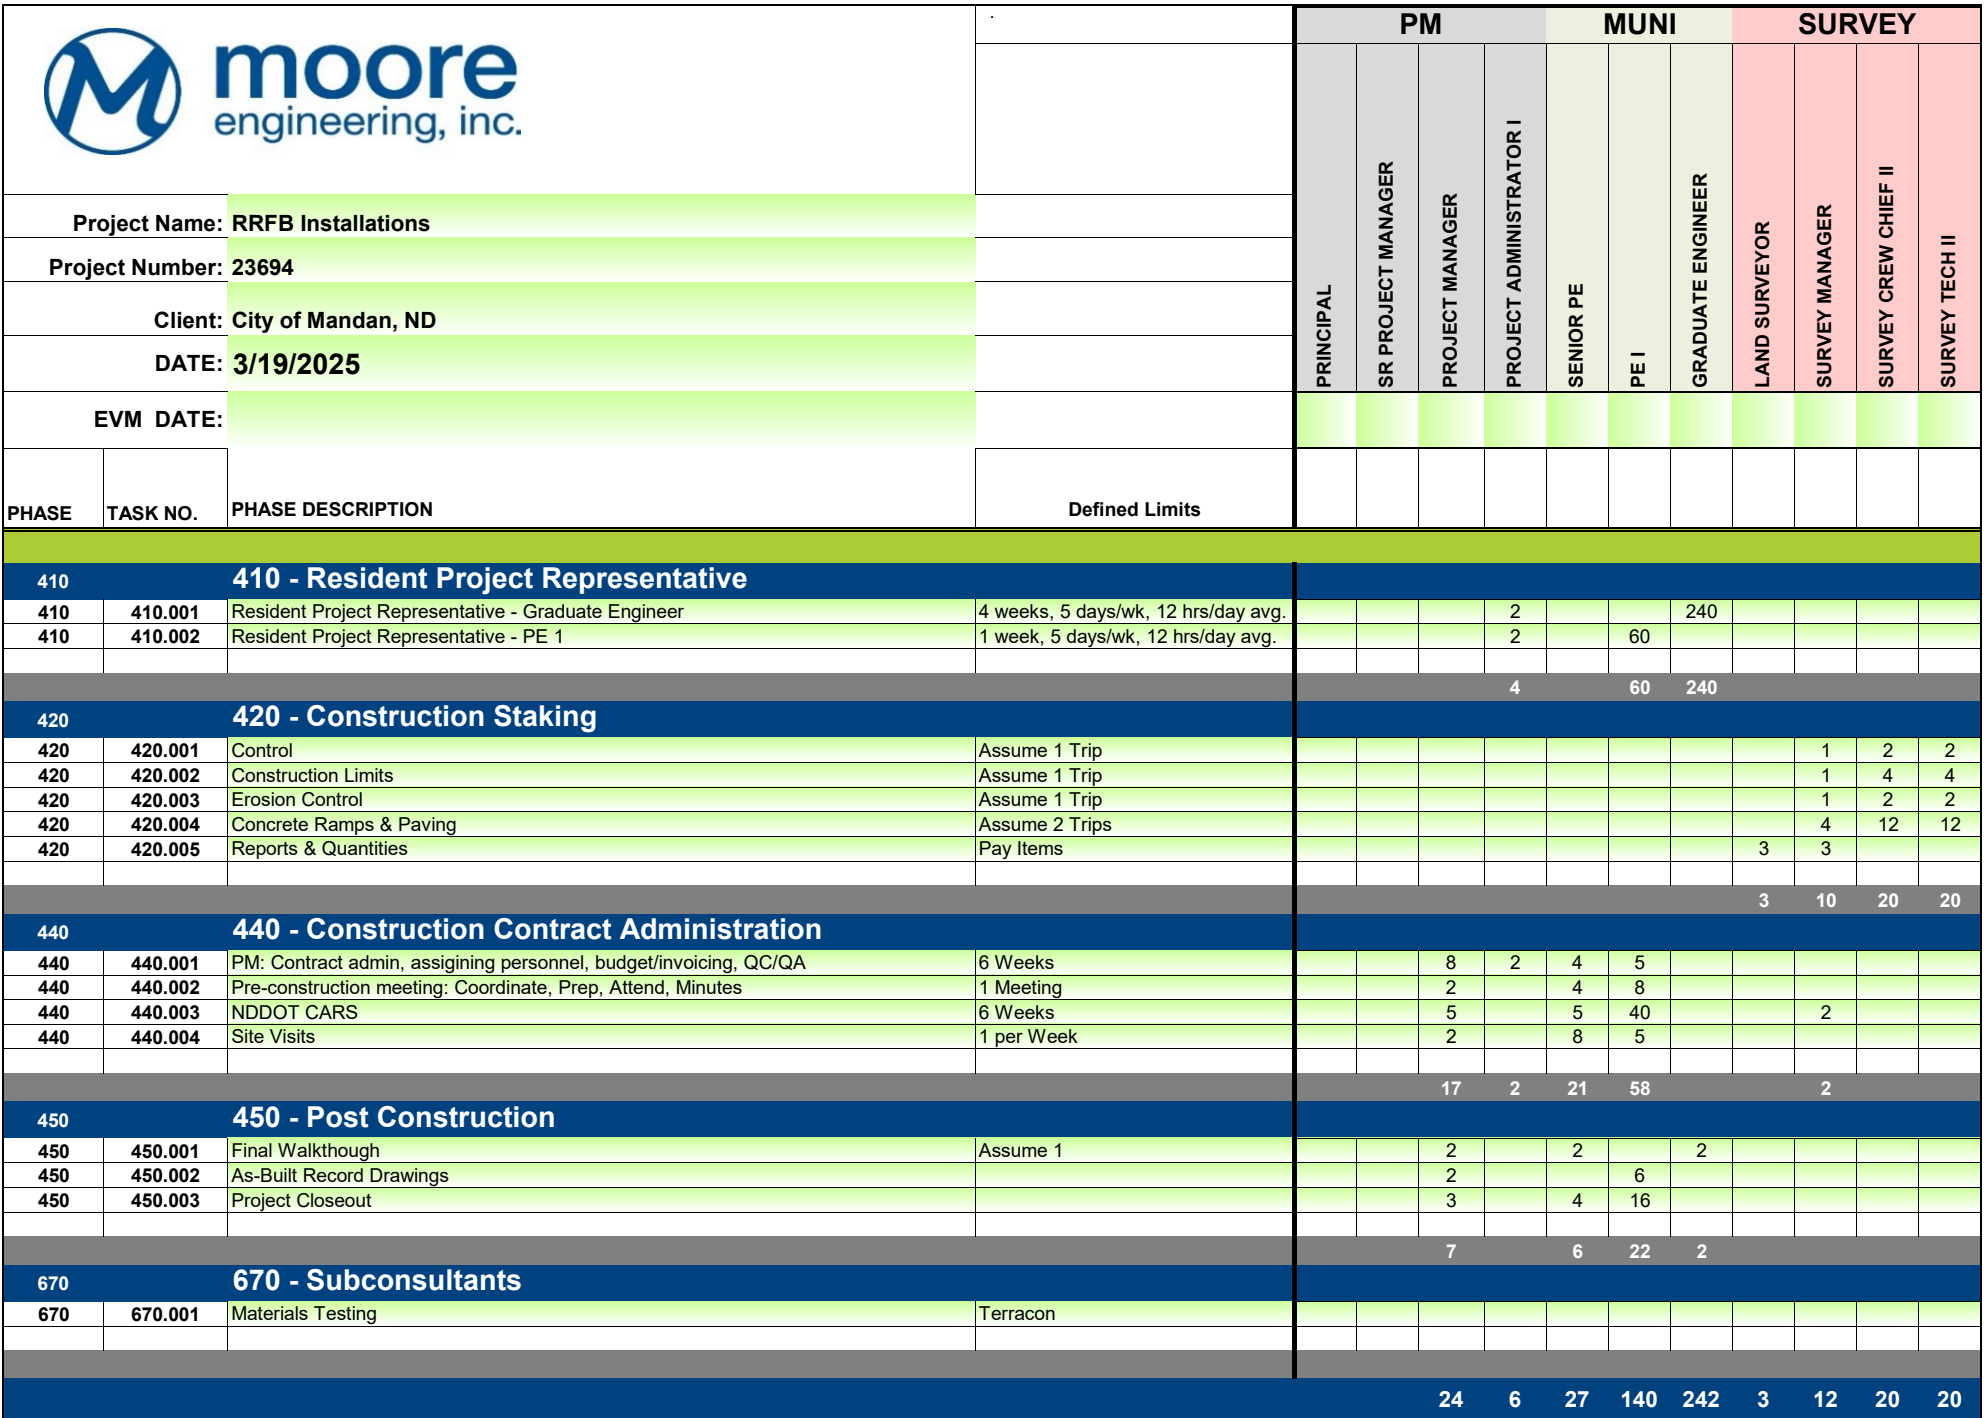 moore
engineering, inc.
.
PM MUNI SURVEY
PRINCIPAL
SR PROJECT MANAGER
PROJECT MANAGER
PROJECT ADMINISTRATOR I
SENIOR PE
PE I
GRADUATE ENGINEER
LAND SURVEYOR
SURVEY MANAGER
SURVEY CREW CHIEF II
SURVEY TECH II
Project Name: RRFB Installations
Project Number: 23694
Client: City of Mandan, ND
DATE: 3/19/2025
EVM DATE:
PHASE TASK NO. PHASE DESCRIPTION Defined Limits
410 410 - Resident Project Representative
410 410.001 Resident Project Representative - Graduate Engineer 4 weeks, 5 days/wk, 12 hrs/day avg. 2 240
410 410.002 Resident Project Representative - PE 1 1 week, 5 days/wk, 12 hrs/day avg. 2 60
4 60 240
420 420 - Construction Staking
420 420.001 Control Assume 1 Trip 1 2 2
420 420.002 Construction Limits Assume 1 Trip 1 4 4
420 420.003 Erosion Control Assume 1 Trip 1 2 2
420 420.004 Concrete Ramps & Paving Assume 2 Trips 4 12 12
420 420.005 Reports & Quantities Pay Items 3 3
3 10 20 20
440 440 - Construction Contract Administration
440 440.001 PM: Contract admin, assigining personnel, budget/invoicing, QC/QA 6 Weeks 8 2 4 5
440 440.002 Pre-construction meeting: Coordinate, Prep, Attend, Minutes 1 Meeting 2 4 8
440 440.003 NDDOT CARS 6 Weeks 5 5 40 2
440 440.004 Site Visits 1 per Week 2 8 5
17 2 21 58 2
450 450 - Post Construction
450 450.001 Final Walkthough Assume 1 2 2 2
450 450.002 As-Built Record Drawings 2 6
450 450.003 Project Closeout 3 4 16
7 6 22 2
670 670 - Subconsultants
670 670.001 Materials Testing Terracon
24 6 27 140 242 3 12 20 20